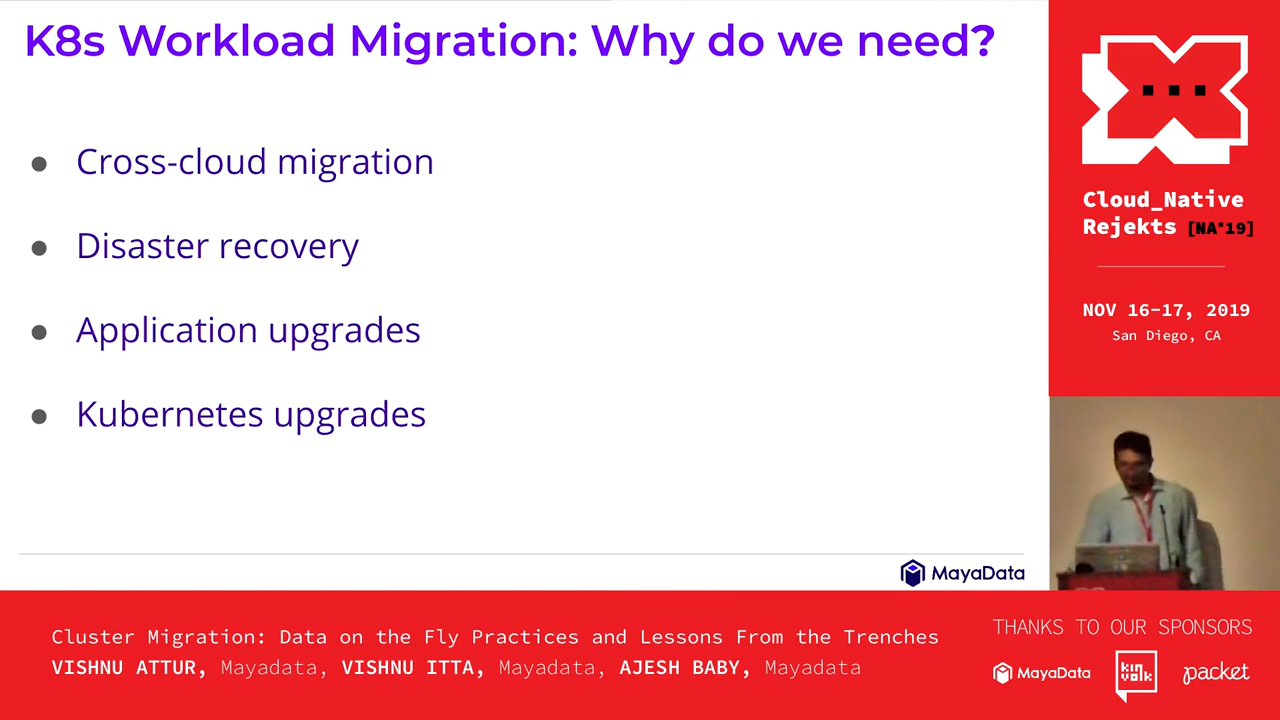 K8s Workload Migration: Why do we need?
● Cross-cloud migration
● Disaster recovery
● Application upgrades
● Kubernetes upgrades
MayaData
Cloud_Native
Rejekts [NA'19]
NOV 16-17, 2019
San Diego, CA
Cluster Migration: Data on the Fly Practices and Lessons From the Trenches
VISHNU ATTUR, Mayadata, VISHNU ITTA, Mayadata, AJESH BABY, Mayadata
THANKS TO OUR SPONSORS
MayaData
kinvolk
packet